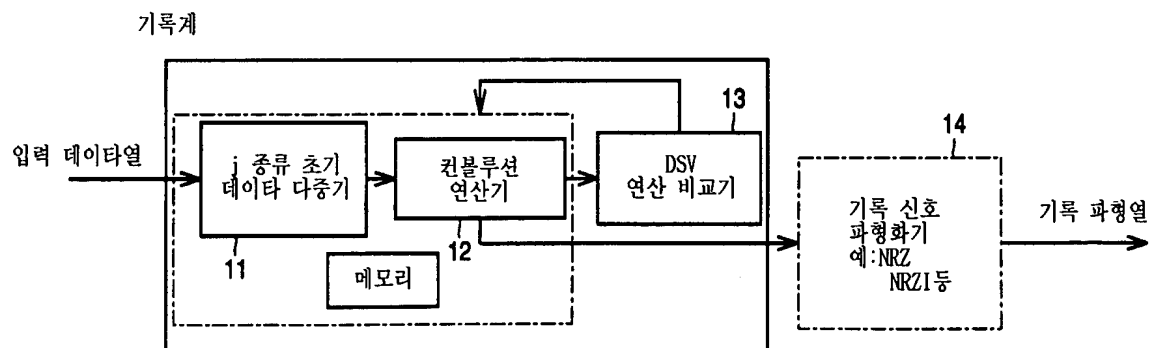 기록계
입력 데이타열
j 종류 초기
데이타 다중기
11
컨볼루션
연산기
12
메모리
DSV
연산 비교기
13
14
기록 신호
파형화기
예:NRZ
NRZI등
기록 파형열